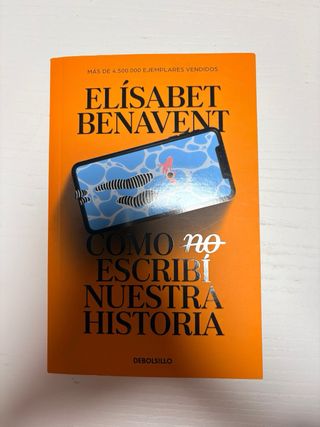 MÁS DE 4.500.000 EJEMPLARES VENDIDOS
ELÍSABET
BENAVENT
CÓMO no
ESCRIBÍ
NUESTRA
HISTORIA
DEBOLSILLO